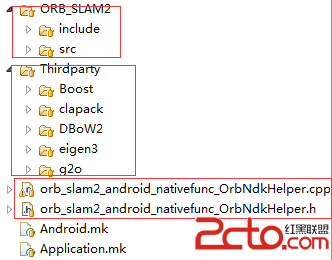 ORB_SLAM2
include
src
Thirdparty
Boost
clapack
DBoW2
eigen3
g2o
orb_slam2_android_nativefunc_OrbNdkHelper.cpp
orb_slam2_android_nativefunc_OrbNdkHelper.h
Android.mk
Application.mk
2cto.com
红黑联盟